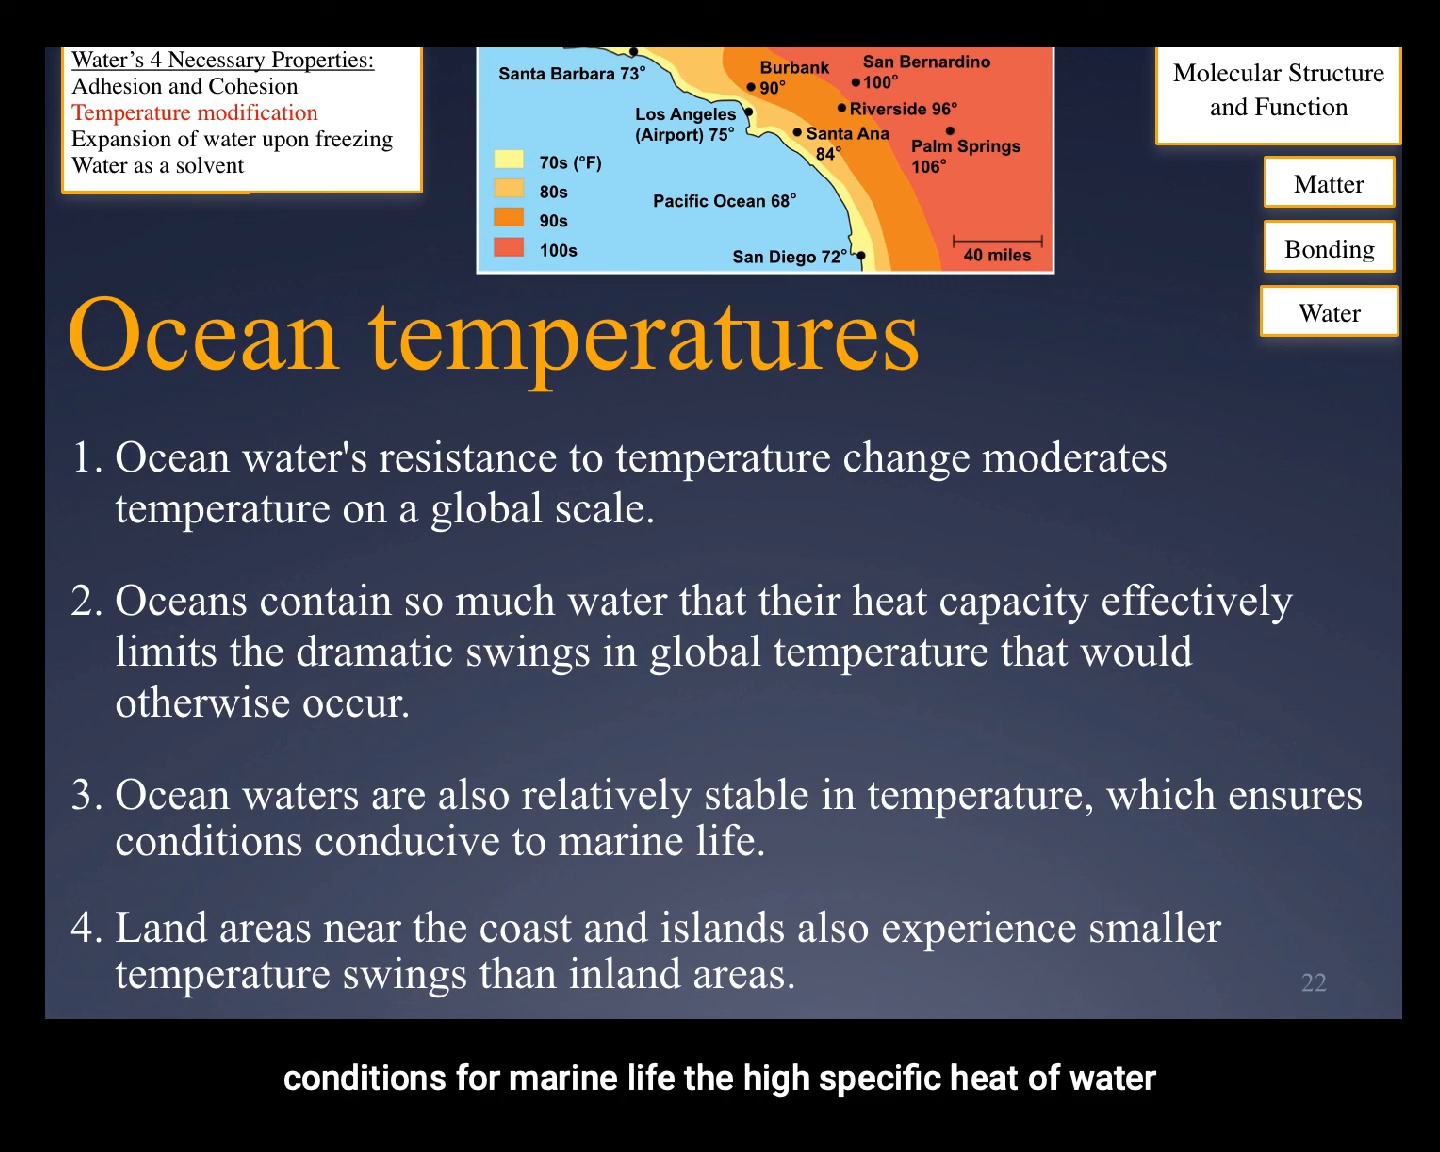 Water's 4 Necessary Properties:
Adhesion and Cohesion
Temperature modification
Expansion of water upon freezing
Water as a solvent
Santa Barbara 73°
Burbank
90°
San Bernardino
100°
Los Angeles
(Airport) 75°
Riverside 96°
Santa Ana
84°
Palm Springs
106°
70s (°F)
80s
90s
100s
Pacific Ocean 68°
San Diego 72°
40 miles
Molecular Structure
and Function
Matter
Bonding
Water
Ocean temperatures
1. Ocean water's resistance to temperature change moderates
temperature on a global scale.
2. Oceans contain so much water that their heat capacity effectively
limits the dramatic swings in global temperature that would
otherwise occur.
3. Ocean waters are also relatively stable in temperature, which ensures
conditions conducive to marine life.
4. Land areas near the coast and islands also experience smaller
temperature swings than inland areas.
22
conditions for marine life the high specific heat of water